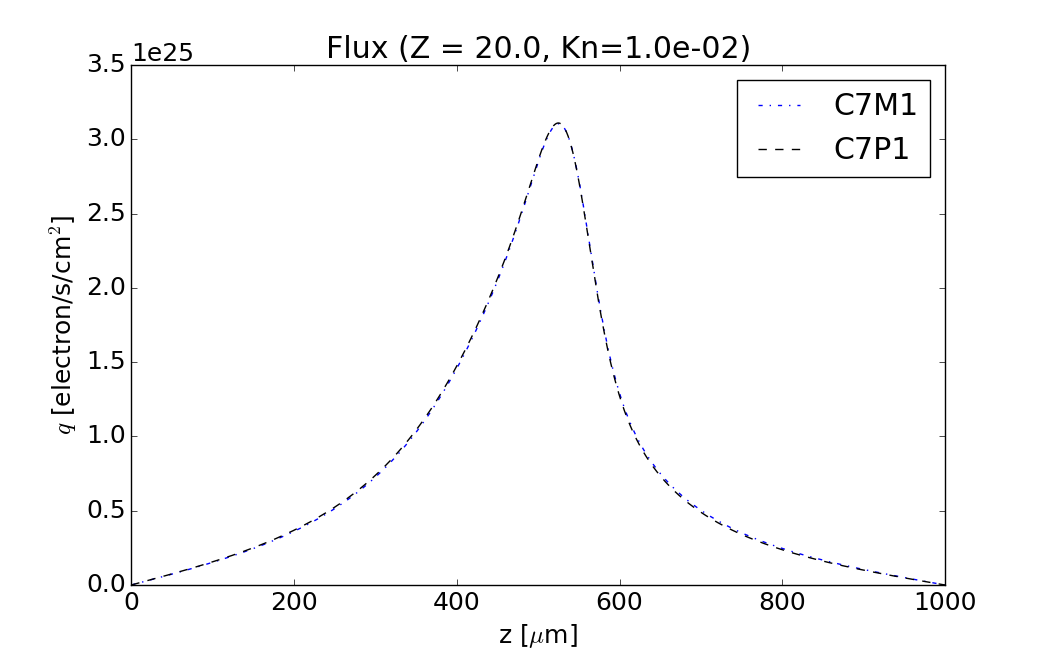 Flux (Z = 20.0, Kn=1.0e-02)
1e25
3.5
3.0
2.5
2.0
1.5
1.0
0.5
0.0
q [electron/s/cm²]
C7M1
C7P1
0 200 400 600 800 1000
z [μm]